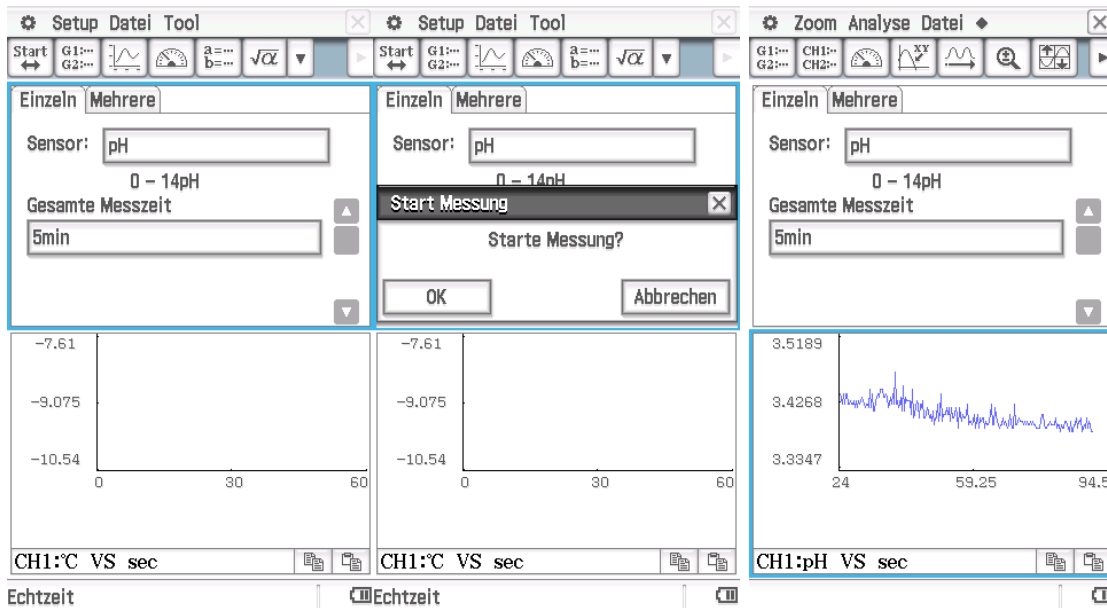 Setup Datei Tool
Start G1:··· G2:··· a=··· b=··· √α
Einzeln Mehrere
Sensor: pH
0 – 14pH
Gesamte Messzeit
5min
-7.61
-9.075
-10.54
0 30 60
CH1:℃ VS sec
Echtzeit
Setup Datei Tool
Start G1:··· G2:··· a=··· b=··· √α
Einzeln Mehrere
Sensor: pH
0 – 14pH
Start Messung
Starte Messung?
OK Abbrechen
-7.61
-9.075
-10.54
0 30 60
CH1:℃ VS sec
Echtzeit
Zoom Analyse Datei
G1:··· G2:··· CH1:·· CH2:·· XY
Einzeln Mehrere
Sensor: pH
0 – 14pH
Gesamte Messzeit
5min
3.5189
3.4268
3.3347
24 59.25 94.5
CH1:pH VS sec